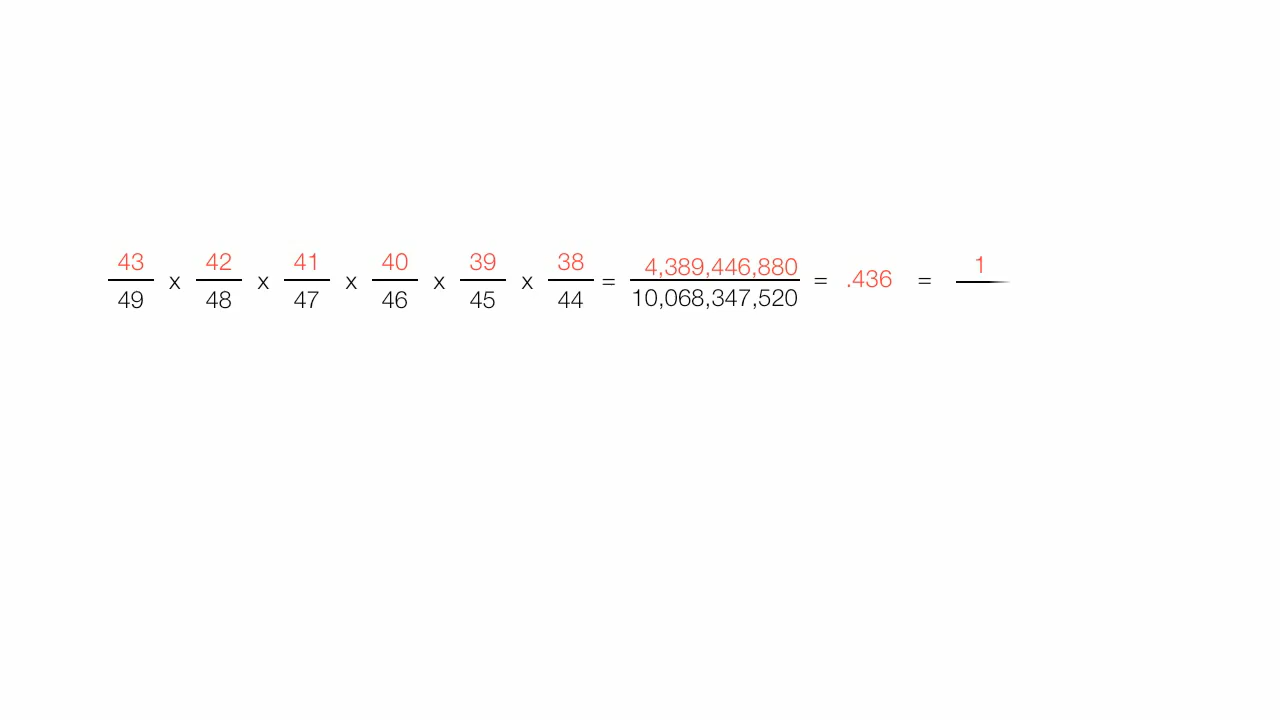 43 42 41 40 39 38 4,389,446,880 1
x x x x x = = .436 =
49 48 47 46 45 44 10,068,347,520